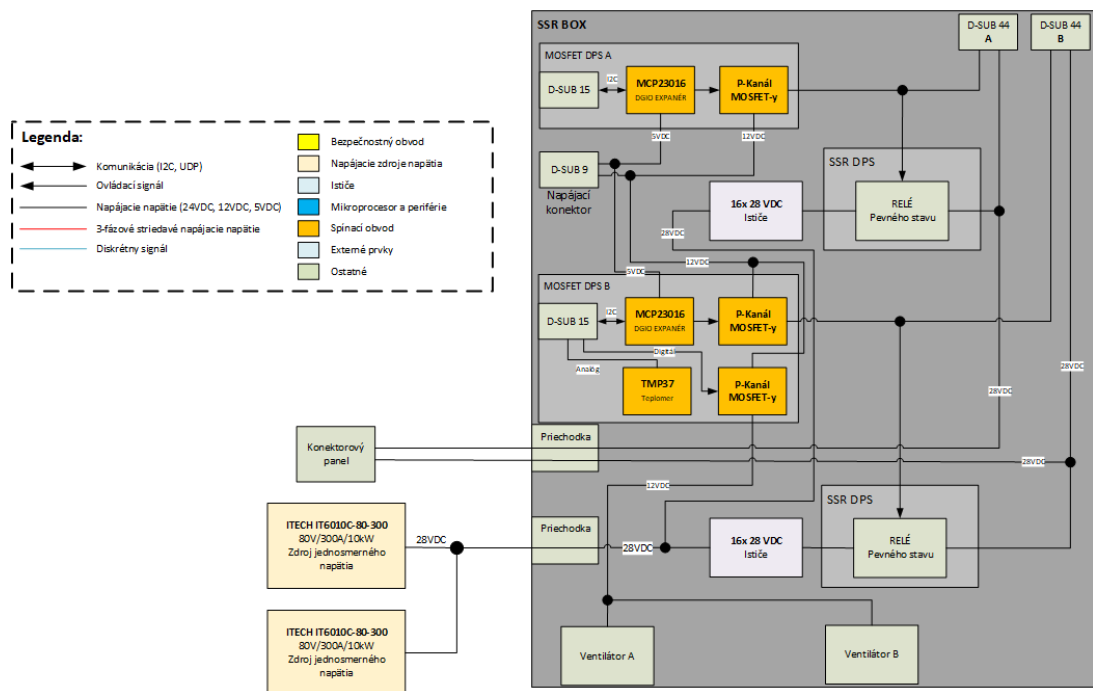 SSR BOX
D-SUB 44
A
D-SUB 44
B
MOSFET DPS A
D-SUB 15
I2C
MCP23016
DGIO EXPANÉR
P-Kanál
MOSFET-y
5VDC
12VDC
D-SUB 9
Napájací
konektor
SSR DPS
16x 28 VDC
Ističe
RELÉ
Pevného stavu
28VDC
12VDC
5VDC
Legenda:
Komunikácia (I2C, UDP)
Ovládací signál
Napájacie napätie (24VDC, 12VDC, 5VDC)
3-fázové striedavé napájacie napätie
Diskrétny signál
Bezpečnostný obvod
Napájacie zdroje napätia
Ističe
Mikroprocesor a periférie
Spínací obvod
Externé prvky
Ostatné
MOSFET DPS B
D-SUB 15
I2C
MCP23016
DGIO EXPANÉR
P-Kanál
MOSFET-y
Digitál
Analóg
TMP37
Teplomer
P-Kanál
MOSFET-y
28VDC
Konektorový
panel
Priechodka
28VDC
12VDC
SSR DPS
ITECH IT6010C-80-300
80V/300A/10kW
Zdroj jednosmerného
napätia
28VDC
Priechodka
28VDC
16x 28 VDC
Ističe
RELÉ
Pevného stavu
ITECH IT6010C-80-300
80V/300A/10kW
Zdroj jednosmerného
napätia
Ventilátor A
Ventilátor B